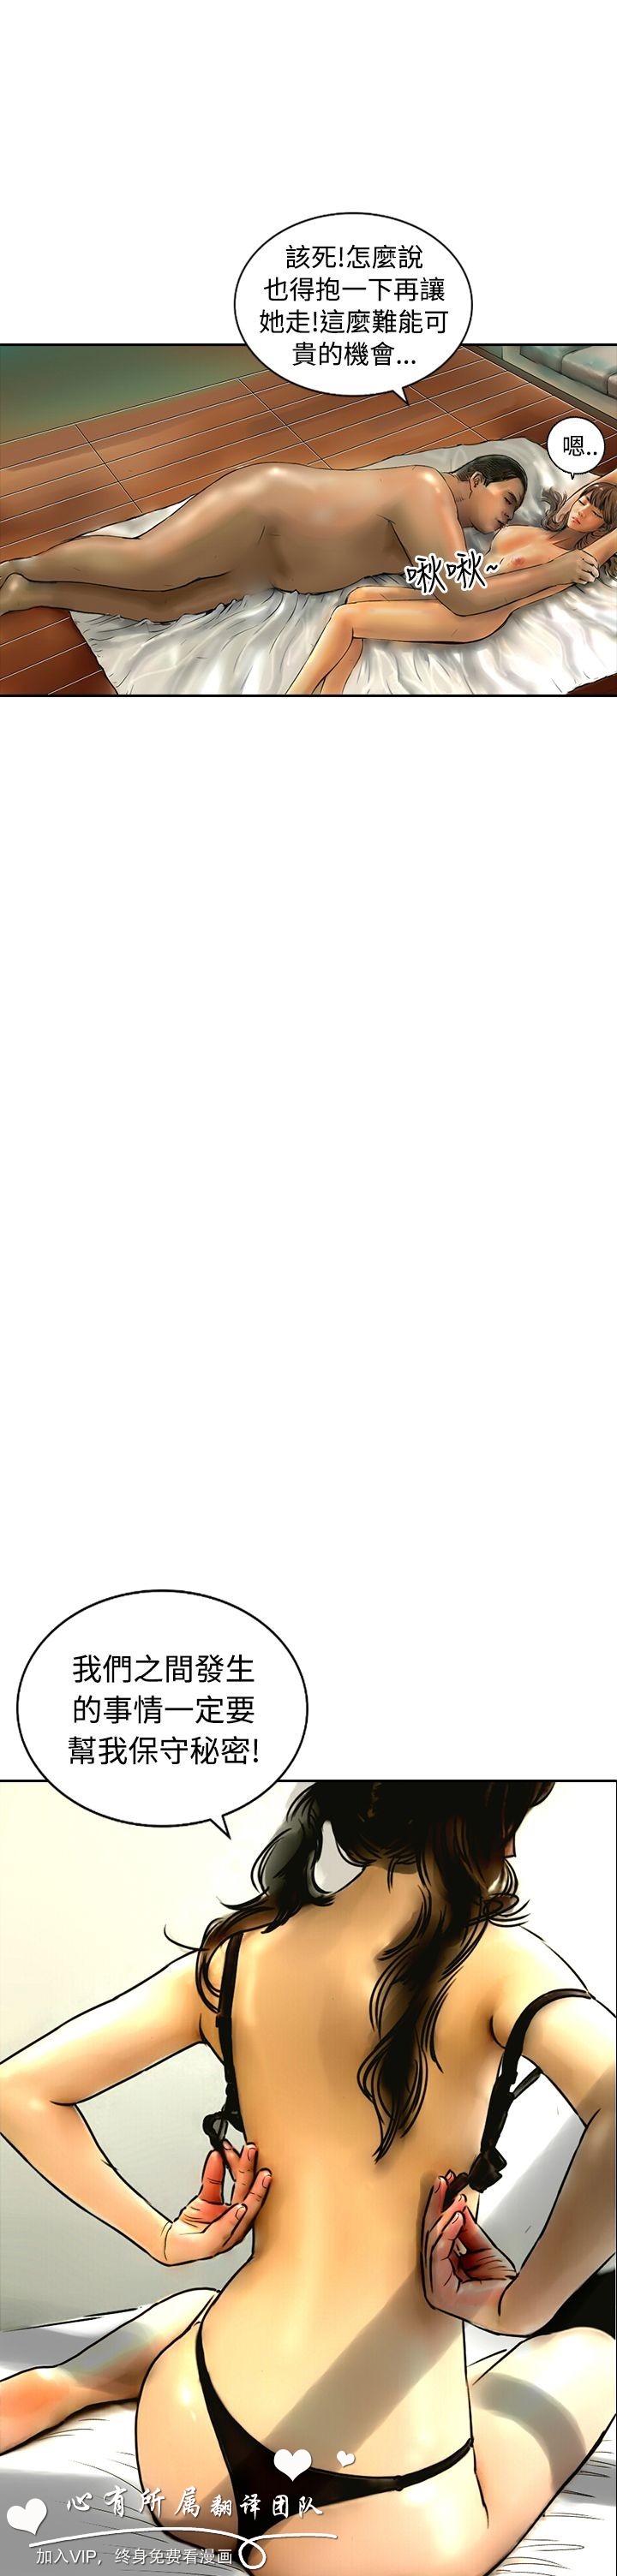 該死!怎麼說
也得抱一下再讓
她走!這麼難能可
貴的機會...
嗯..
啾啾~
我們之間發生
的事情一定要
幫我保守秘密!
心有所属翻译团队
加入VIP，终身免费看漫画